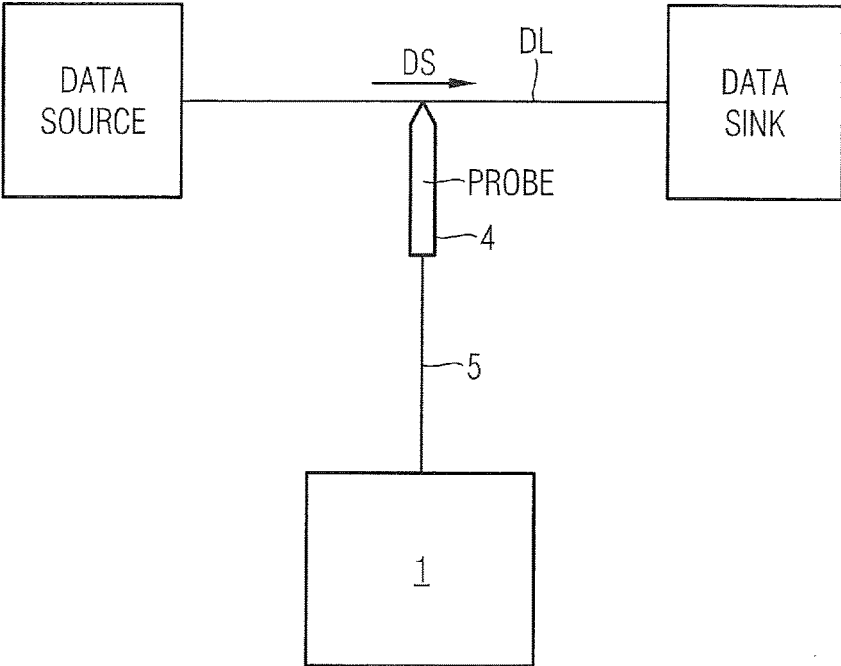 DATA
SOURCE
DS
DL
DATA
SINK
PROBE
4
5
1